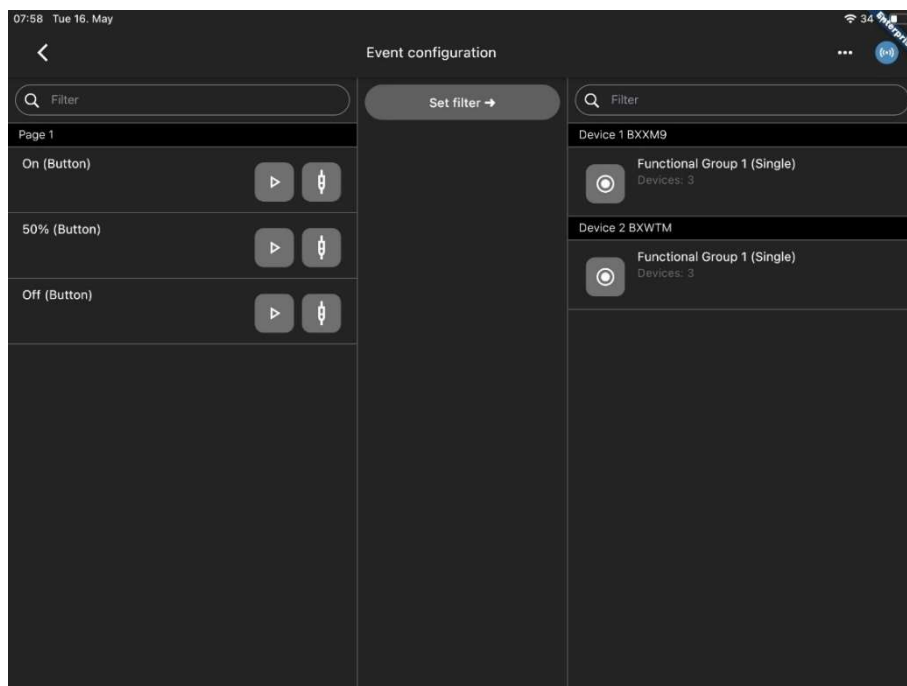 07:58 Tue 16. May
34
Event configuration
Filter
Page 1
On (Button)
50% (Button)
Off (Button)
Set filter ➔
Filter
Device 1 BXXM9
Functional Group 1 (Single)
Devices: 3
Device 2 BXWTM
Functional Group 1 (Single)
Devices: 3